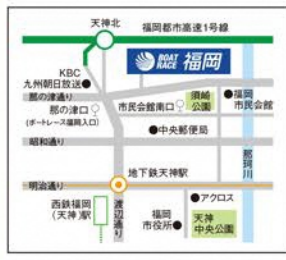 天神北
福岡都市高速1号線
BOAT
RACE 福岡
KBC
九州朝日放送
那の津通り
那の津口
(ボートレース福岡入口)
市民会館南口
須崎
公園
福岡
市民会館
昭和通り
中央郵便局
那珂川
地下鉄天神駅
明治通り
西鉄福岡
(天神)駅
渡辺通り
アクロス
福岡
市役所
天神
中央公園